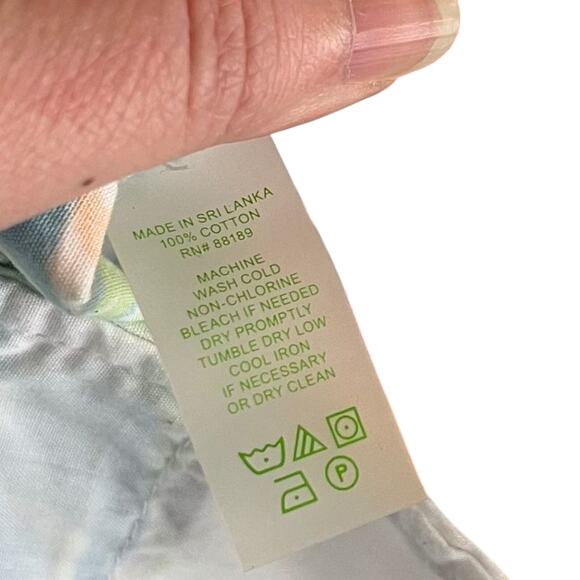 MADE IN SRI LANKA
100% COTTON
RN# 88189
MACHINE
WASH COLD
NON-CHLORINE
BLEACH IF NEEDED
DRY PROMPTLY
TUMBLE DRY LOW
COOL IRON
IF NECESSARY
OR DRY CLEAN
P